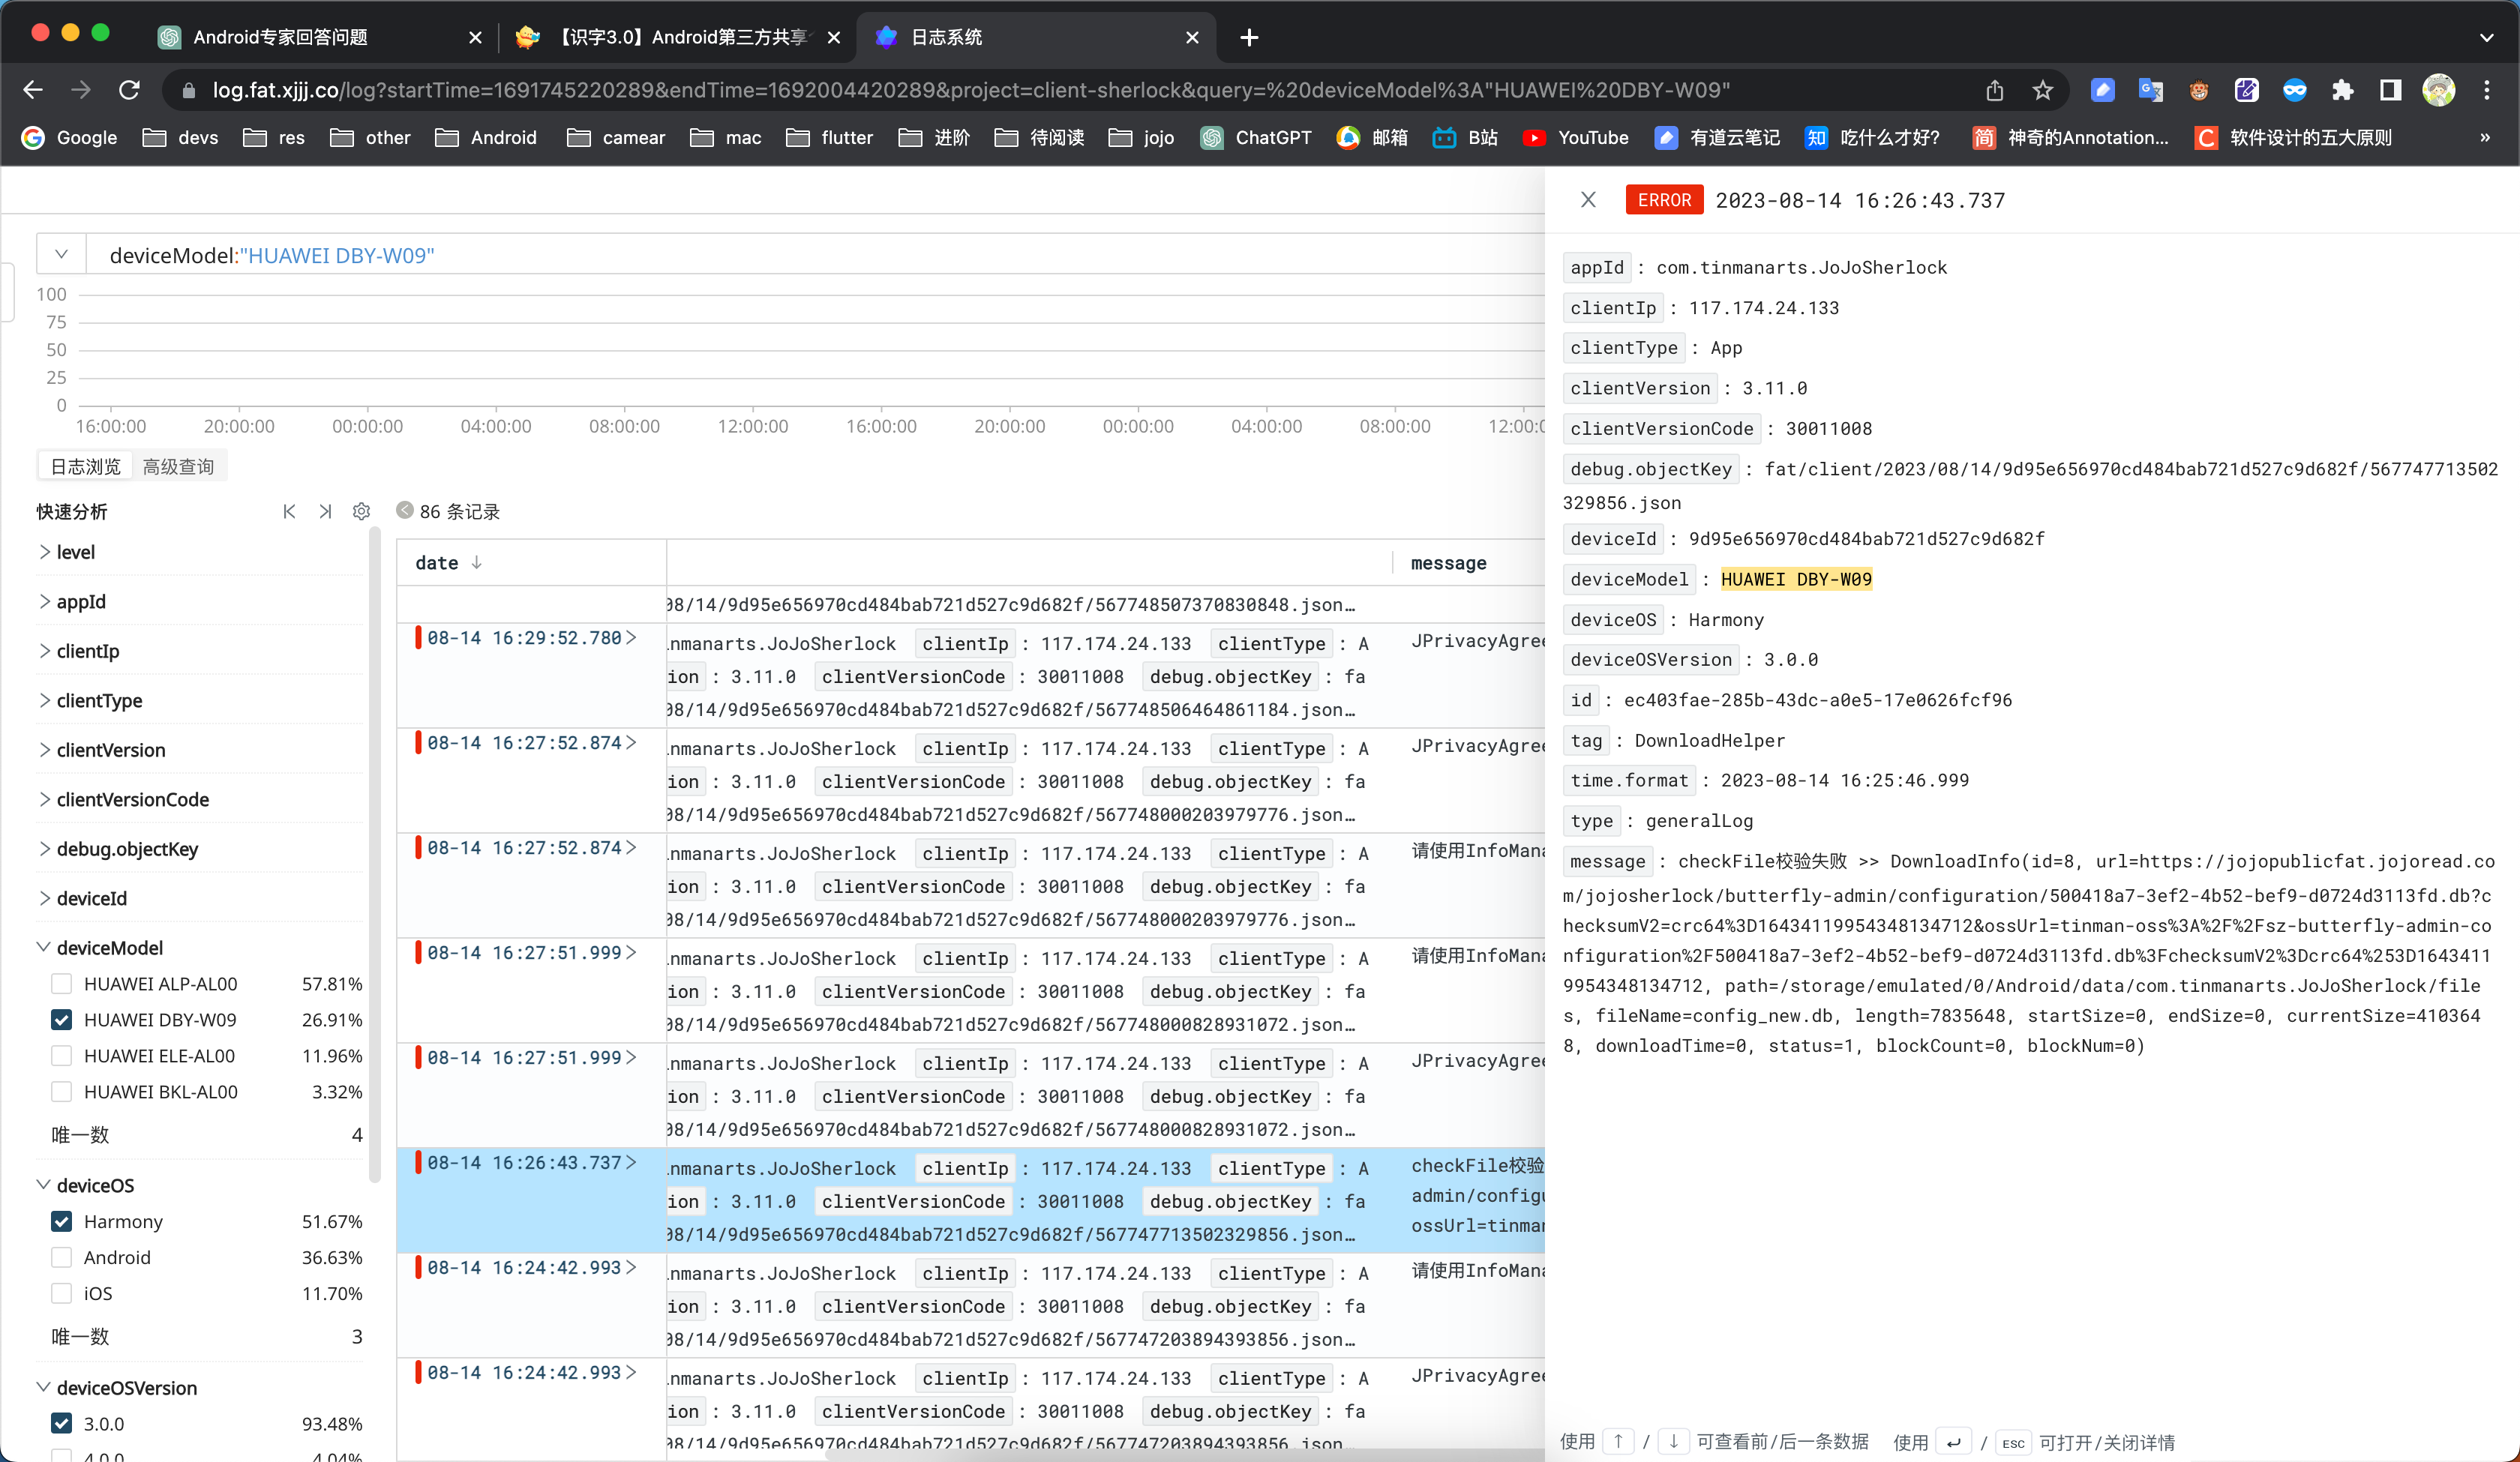 Android专家回答问题
【识字3.0】Android第三方共享
日志系统
log.fat.xjjj.co/log?startTime=1691745220289&endTime=1692004420289&project=client-sherlock&query=%20deviceModel%3A"HUAWEI%20DBY-W09"
Google devs res other Android camear mac flutter 进阶 待阅读 jojo ChatGPT 邮箱 B站 YouTube 有道云笔记 吃什么才好? 神奇的Annotation... 软件设计的五大原则 »
deviceModel:"HUAWEI DBY-W09"
100
75
50
25
0
16:00:00 20:00:00 00:00:00 04:00:00 08:00:00 12:00:00 16:00:00 20:00:00 00:00:00 04:00:00 08:00:00 12:00:0
日志浏览 高级查询
快速分析
level
appId
clientIp
clientType
clientVersion
clientVersionCode
debug.objectKey
deviceId
deviceModel
HUAWEI ALP-AL00 57.81%
HUAWEI DBY-W09 26.91%
HUAWEI ELE-AL00 11.96%
HUAWEI BKL-AL00 3.32%
唯一数 4
deviceOS
Harmony 51.67%
Android 36.63%
iOS 11.70%
唯一数 3
deviceOSVersion
3.0.0 93.48%
4.0.0 4.04%
86 条记录
date message
08/14/9d95e656970cd484bab721d527c9d682f/567748507370830848.json…
08-14 16:29:52.780 inmanarts.JoJoSherlock clientIp : 117.174.24.133 clientType : A JPrivacyAgre
ion : 3.11.0 clientVersionCode : 30011008 debug.objectKey : fa
08/14/9d95e656970cd484bab721d527c9d682f/567748506464861184.json…
08-14 16:27:52.874 inmanarts.JoJoSherlock clientIp : 117.174.24.133 clientType : A JPrivacyAgre
ion : 3.11.0 clientVersionCode : 30011008 debug.objectKey : fa
08/14/9d95e656970cd484bab721d527c9d682f/567748000203979776.json…
08-14 16:27:52.874 inmanarts.JoJoSherlock clientIp : 117.174.24.133 clientType : A 请使用InfoMana
ion : 3.11.0 clientVersionCode : 30011008 debug.objectKey : fa
08/14/9d95e656970cd484bab721d527c9d682f/567748000203979776.json…
08-14 16:27:51.999 inmanarts.JoJoSherlock clientIp : 117.174.24.133 clientType : A 请使用InfoMana
ion : 3.11.0 clientVersionCode : 30011008 debug.objectKey : fa
08/14/9d95e656970cd484bab721d527c9d682f/567748000828931072.json…
08-14 16:27:51.999 inmanarts.JoJoSherlock clientIp : 117.174.24.133 clientType : A JPrivacyAgre
ion : 3.11.0 clientVersionCode : 30011008 debug.objectKey : fa
08/14/9d95e656970cd484bab721d527c9d682f/567748000828931072.json…
08-14 16:26:43.737 inmanarts.JoJoSherlock clientIp : 117.174.24.133 clientType : A checkFile校验
ion : 3.11.0 clientVersionCode : 30011008 debug.objectKey : fa admin/configu
08/14/9d95e656970cd484bab721d527c9d682f/567747713502329856.json… ossUrl=tinman
08-14 16:24:42.993 inmanarts.JoJoSherlock clientIp : 117.174.24.133 clientType : A 请使用InfoMana
ion : 3.11.0 clientVersionCode : 30011008 debug.objectKey : fa
08/14/9d95e656970cd484bab721d527c9d682f/567747203894393856.json…
08-14 16:24:42.993 inmanarts.JoJoSherlock clientIp : 117.174.24.133 clientType : A JPrivacyAgre
ion : 3.11.0 clientVersionCode : 30011008 debug.objectKey : fa
08/14/9d95e656970cd484bab721d527c9d682f/567747203894393856.json…
ERROR 2023-08-14 16:26:43.737
appId : com.tinmanarts.JoJoSherlock
clientIp : 117.174.24.133
clientType : App
clientVersion : 3.11.0
clientVersionCode : 30011008
debug.objectKey : fat/client/2023/08/14/9d95e656970cd484bab721d527c9d682f/567747713502
329856.json
deviceId : 9d95e656970cd484bab721d527c9d682f
deviceModel : HUAWEI DBY-W09
deviceOS : Harmony
deviceOSVersion : 3.0.0
id : ec403fae-285b-43dc-a0e5-17e0626fcf96
tag : DownloadHelper
time.format : 2023-08-14 16:25:46.999
type : generalLog
message : checkFile校验失败 >> DownloadInfo(id=8, url=https://jojopublicfat.jojoread.co
m/jojosherlock/butterfly-admin/configuration/500418a7-3ef2-4b52-bef9-d0724d3113fd.db?c
hecksumV2=crc64%3D16434119954348134712&ossUrl=tinman-oss%3A%2F%2Fsz-butterfly-admin-co
nfiguration%2F500418a7-3ef2-4b52-bef9-d0724d3113fd.db%3FchecksumV2%3Dcrc64%253D1643411
9954348134712, path=/storage/emulated/0/Android/data/com.tinmanarts.JoJoSherlock/file
s, fileName=config_new.db, length=7835648, startSize=0, endSize=0, currentSize=410364
8, downloadTime=0, status=1, blockCount=0, blockNum=0)
使用 ↑ / ↓ 可查看前/后一条数据 使用 ↵ / ESC 可打开/关闭详情